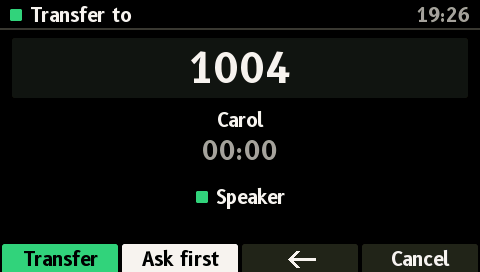 Transfer to 19:26
1004
Carol
00:00
Speaker
Transfer Ask first ← Cancel